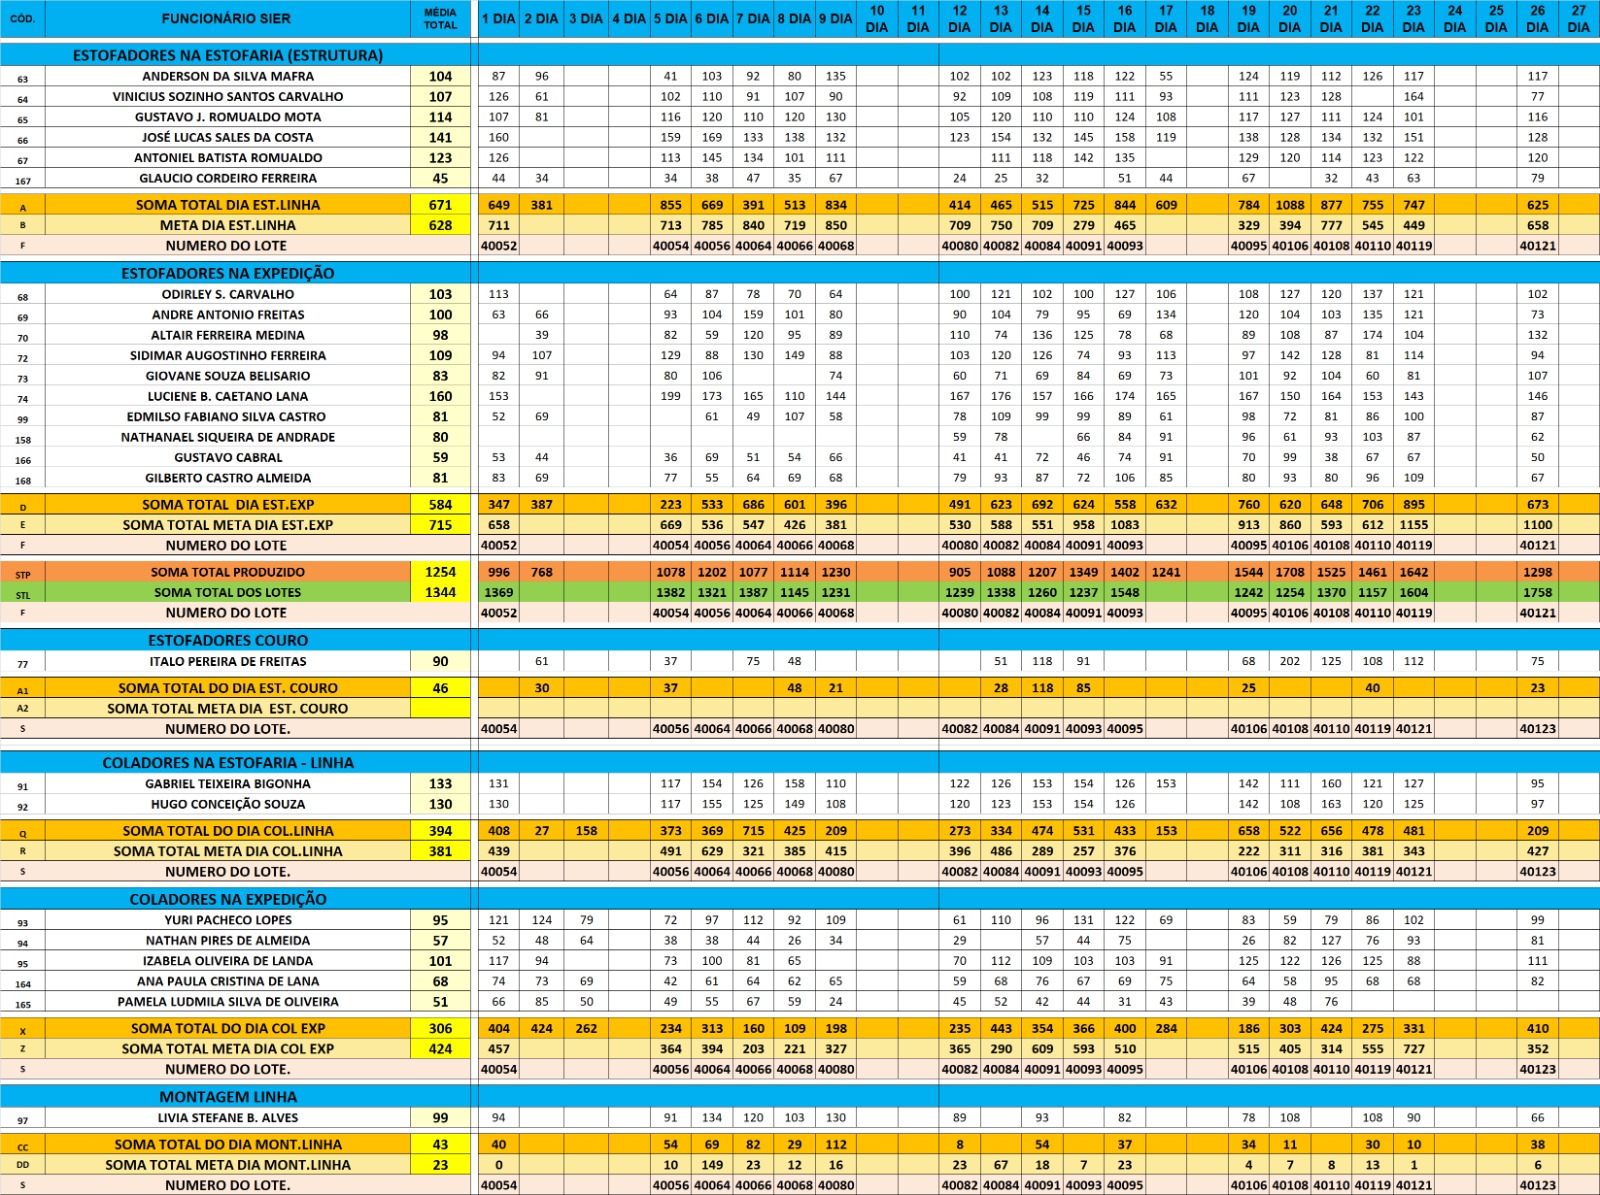 CÓD. FUNCIONÁRIO SIER MÉDIA TOTAL 1 DIA 2 DIA 3 DIA 4 DIA 5 DIA 6 DIA 7 DIA 8 DIA 9 DIA 10 DIA 11 DIA 12 DIA 13 DIA 14 DIA 15 DIA 16 DIA 17 DIA 18 DIA 19 DIA 20 DIA 21 DIA 22 DIA 23 DIA 24 DIA 25 DIA 26 DIA 27 DIA
ESTOFADORES NA ESTOFARIA (ESTRUTURA)
63 ANDERSON DA SILVA MAFRA 104 87 96 41 103 92 80 135 102 102 123 118 122 55 124 119 112 126 117 117
64 VINICIUS SOZINHO SANTOS CARVALHO 107 126 61 102 110 91 107 90 92 109 108 119 111 93 111 123 128 164 77
65 GUSTAVO J. ROMUALDO MOTA 114 107 81 116 120 110 120 130 105 120 110 110 124 108 117 127 111 124 101 116
66 JOSÉ LUCAS SALES DA COSTA 141 160 159 169 133 138 132 123 154 132 145 158 119 138 128 134 132 151 128
67 ANTONIEL BATISTA ROMUALDO 123 126 113 145 134 101 111 111 118 142 135 129 120 114 123 122 120
167 GLAUCIO CORDEIRO FERREIRA 45 44 34 34 38 47 35 67 24 25 32 51 44 67 32 43 63 79
A SOMA TOTAL DIA EST.LINHA 671 649 381 855 669 391 513 834 414 465 515 725 844 609 784 1088 877 755 747 625
B META DIA EST.LINHA 628 711 713 785 840 719 850 709 750 709 279 465 329 394 777 545 449 658
F NUMERO DO LOTE 40052 40054 40056 40064 40066 40068 40080 40082 40084 40091 40093 40095 40106 40108 40110 40119 40121
ESTOFADORES NA EXPEDIÇÃO
68 ODIRLEY S. CARVALHO 103 113 64 87 78 70 64 100 121 102 100 127 106 108 127 120 137 121 102
69 ANDRE ANTONIO FREITAS 100 63 66 93 104 159 101 80 90 104 79 95 69 134 120 104 103 135 121 73
70 ALTAIR FERREIRA MEDINA 98 39 82 59 120 95 89 110 74 136 125 78 68 89 108 87 174 104 132
72 SIDIMAR AUGOSTINHO FERREIRA 109 94 107 129 88 130 149 88 103 120 126 74 93 113 97 142 128 81 114 94
73 GIOVANE SOUZA BELISARIO 83 82 91 80 106 74 60 71 69 84 69 73 101 92 104 60 81 107
74 LUCIENE B. CAETANO LANA 160 153 199 173 165 110 144 167 176 157 166 174 165 167 150 164 153 143 146
99 EDMILSO FABIANO SILVA CASTRO 81 52 69 61 49 107 58 78 109 99 99 89 61 98 72 81 86 100 87
158 NATHANAEL SIQUEIRA DE ANDRADE 80 59 78 66 84 91 96 61 93 103 87 62
166 GUSTAVO CABRAL 59 53 44 36 69 51 54 66 41 41 72 46 74 91 70 99 38 67 67 50
168 GILBERTO CASTRO ALMEIDA 81 83 69 77 55 64 69 68 79 93 87 72 106 85 80 93 80 96 109 67
D SOMA TOTAL DIA EST.EXP 584 347 387 223 533 686 601 396 491 623 692 624 558 632 760 620 648 706 895 673
E SOMA TOTAL META DIA EST.EXP 715 658 669 536 547 426 381 530 588 551 958 1083 913 860 593 612 1155 1100
F NUMERO DO LOTE 40052 40054 40056 40064 40066 40068 40080 40082 40084 40091 40093 40095 40106 40108 40110 40119 40121
STP SOMA TOTAL PRODUZIDO 1254 996 768 1078 1202 1077 1114 1230 905 1088 1207 1349 1402 1241 1544 1708 1525 1461 1642 1298
STL SOMA TOTAL DOS LOTES 1344 1369 1382 1321 1387 1145 1231 1239 1338 1260 1237 1548 1242 1254 1370 1157 1604 1758
F NUMERO DO LOTE 40052 40054 40056 40064 40066 40068 40080 40082 40084 40091 40093 40095 40106 40108 40110 40119 40121
ESTOFADORES COURO
77 ITALO PEREIRA DE FREITAS 90 61 37 75 48 51 118 91 68 202 125 108 112 75
A1 SOMA TOTAL DO DIA EST. COURO 46 30 37 48 21 28 118 85 25 40 23
A2 SOMA TOTAL META DIA EST. COURO
S NUMERO DO LOTE. 40054 40056 40064 40066 40068 40080 40082 40084 40091 40093 40095 40106 40108 40110 40119 40121 40123
COLADORES NA ESTOFARIA - LINHA
91 GABRIEL TEIXEIRA BIGONHA 133 131 117 154 126 158 110 122 126 153 154 126 153 142 111 160 121 127 95
92 HUGO CONCEIÇÃO SOUZA 130 130 117 155 125 149 108 120 123 153 154 126 142 108 163 120 125 97
Q SOMA TOTAL DO DIA COL.LINHA 394 408 27 158 373 369 715 425 209 273 334 474 531 433 153 658 522 656 478 481 209
R SOMA TOTAL META DIA COL.LINHA 381 439 491 629 321 385 415 396 486 289 257 376 222 311 316 381 343 427
S NUMERO DO LOTE. 40054 40056 40064 40066 40068 40080 40082 40084 40091 40093 40095 40106 40108 40110 40119 40121 40123
COLADORES NA EXPEDIÇÃO
93 YURI PACHECO LOPES 95 121 124 79 72 97 112 92 109 61 110 96 131 122 69 83 59 79 86 102 99
94 NATHAN PIRES DE ALMEIDA 57 52 48 64 38 38 44 26 34 29 57 44 75 26 82 127 76 93 81
95 IZABELA OLIVEIRA DE LANDA 101 117 94 73 100 81 65 70 112 109 103 103 91 125 122 126 125 88 111
164 ANA PAULA CRISTINA DE LANA 68 74 73 69 42 61 64 62 65 59 68 76 67 69 75 64 58 95 68 68 82
165 PAMELA LUDMILA SILVA DE OLIVEIRA 51 66 85 50 49 55 67 59 24 45 52 42 44 31 43 39 48 76
X SOMA TOTAL DO DIA COL EXP 306 404 424 262 234 313 160 109 198 235 443 354 366 400 284 186 303 424 275 331 410
Z SOMA TOTAL META DIA COL EXP 424 457 364 394 203 221 327 365 290 609 593 510 515 405 314 555 727 352
S NUMERO DO LOTE. 40054 40056 40064 40066 40068 40080 40082 40084 40091 40093 40095 40106 40108 40110 40119 40121 40123
MONTAGEM LINHA
97 LIVIA STEFANE B. ALVES 99 94 91 134 120 103 130 89 93 82 78 108 108 90 66
CC SOMA TOTAL DO DIA MONT.LINHA 43 40 54 69 82 29 112 8 54 37 34 11 30 10 38
DD SOMA TOTAL META DIA MONT.LINHA 23 0 10 149 23 12 16 23 67 18 7 23 4 7 8 13 1 6
S NUMERO DO LOTE. 40054 40056 40064 40066 40068 40080 40082 40084 40091 40093 40095 40106 40108 40110 40119 40121 40123